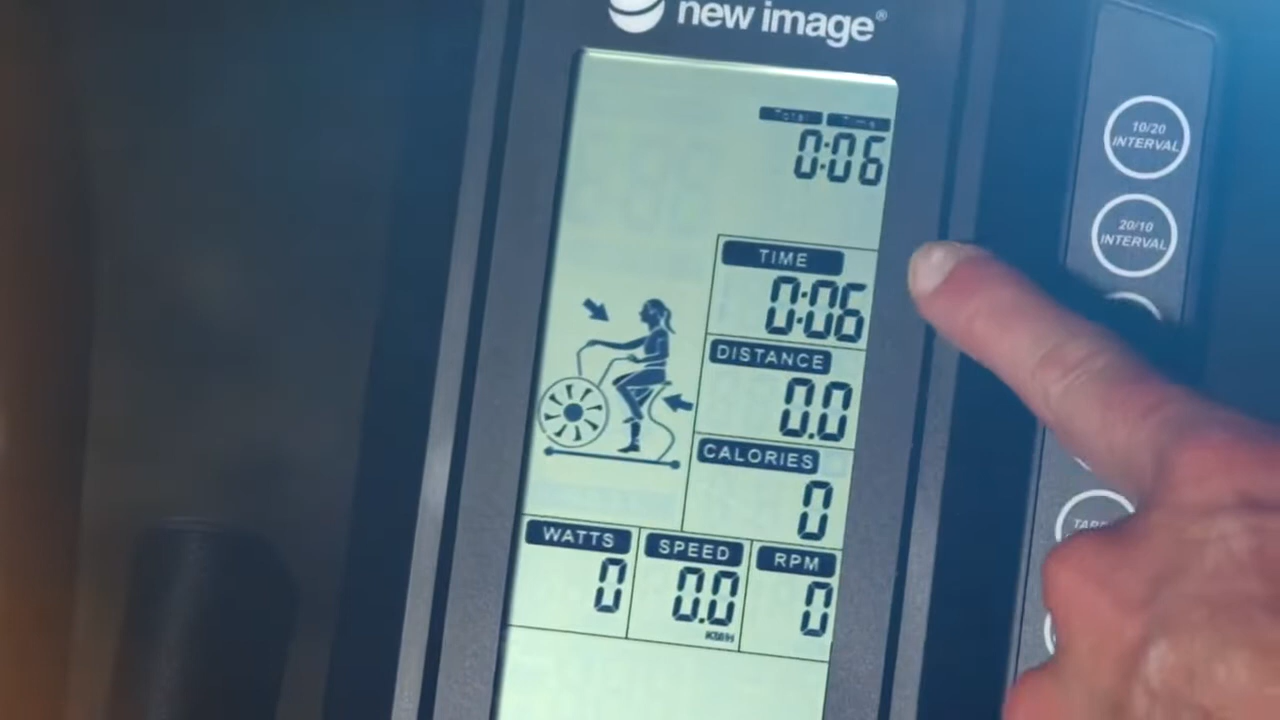 new image®
Total Time
0:06
TIME
0:06
DISTANCE
0.0
CALORIES
0
WATTS
0
SPEED
0.0
KM/H
RPM
0
10/20
INTERVAL
20/10
INTERVAL